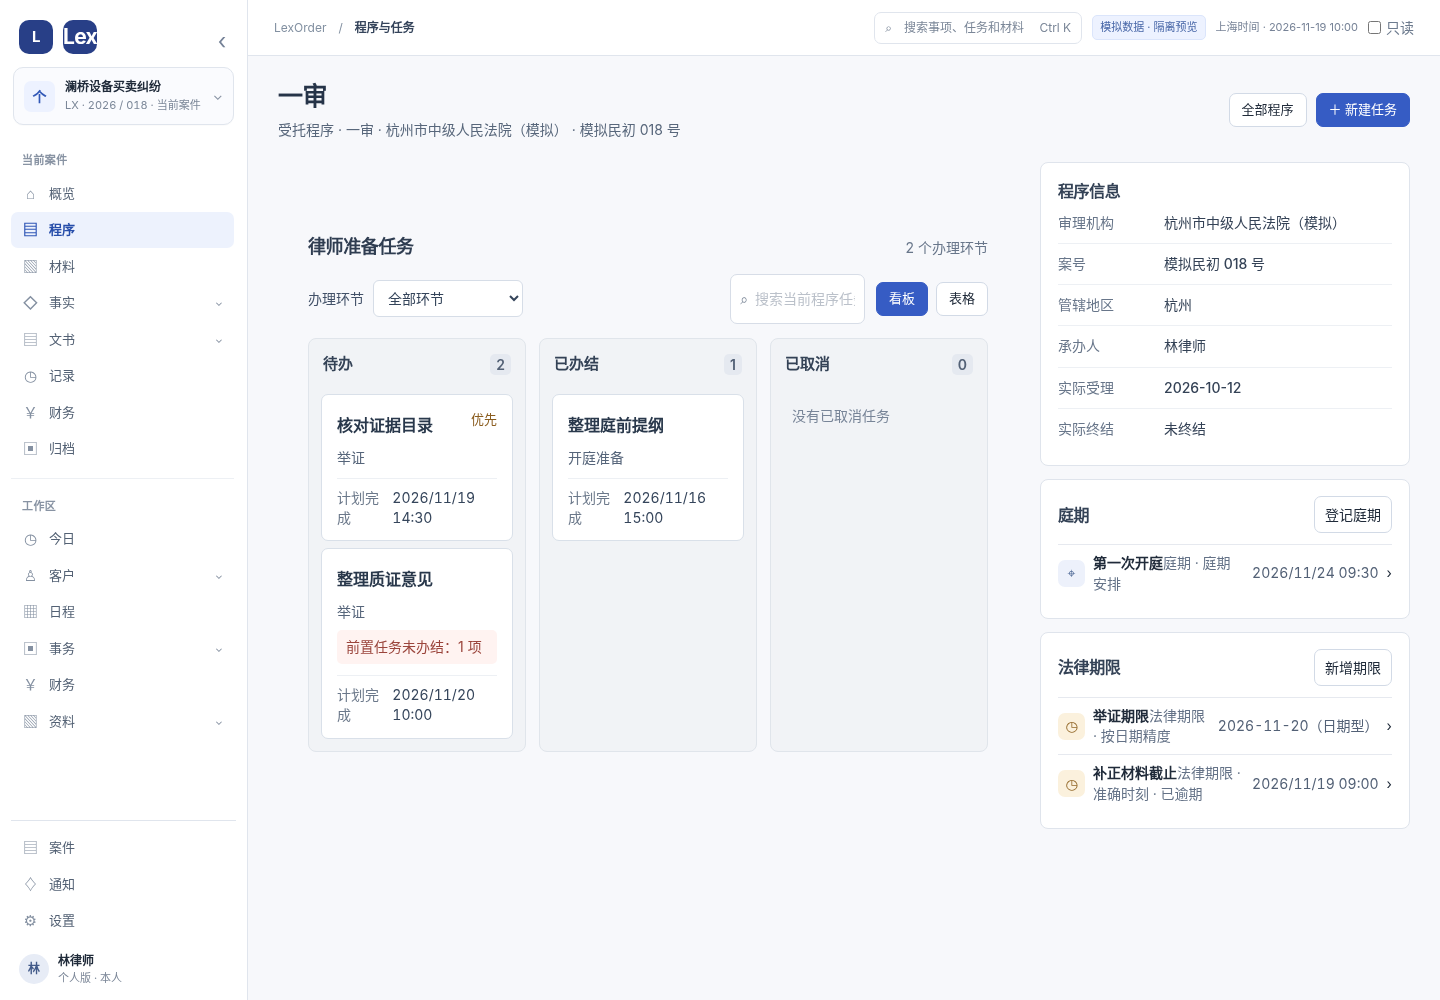 L
Lex
澜桥设备买卖纠纷
LX · 2026 / 018 · 当前案件
个
当前案件
概览
程序
材料
事实
文书
记录
¥ 财务
归档
工作区
今日
客户
日程
事务
¥ 财务
资料
案件
通知
设置
林
林律师
个人版 · 本人
LexOrder / 程序与任务
搜索事项、任务和材料 Ctrl K
模拟数据 · 隔离预览
上海时间 · 2026-11-19 10:00
只读
一审
受托程序 · 一审 · 杭州市中级人民法院（模拟） · 模拟民初 018 号
全部程序
＋ 新建任务
律师准备任务
2 个办理环节
办理环节
全部环节
搜索当前程序任
看板
表格
待办 2
核对证据目录 优先
举证
计划完成 2026/11/19 14:30
整理质证意见
举证
前置任务未办结：1 项
计划完成 2026/11/20 10:00
已办结 1
整理庭前提纲
开庭准备
计划完成 2026/11/16 15:00
已取消 0
没有已取消任务
程序信息
审理机构 杭州市中级人民法院（模拟）
案号 模拟民初 018 号
管辖地区 杭州
承办人 林律师
实际受理 2026-10-12
实际终结 未终结
庭期
登记庭期
第一次开庭庭期 · 庭期安排 2026/11/24 09:30 ›
法律期限
新增期限
举证期限法律期限 · 按日期精度 2026-11-20（日期型） ›
补正材料截止法律期限 · 准确时刻 · 已逾期 2026/11/19 09:00 ›